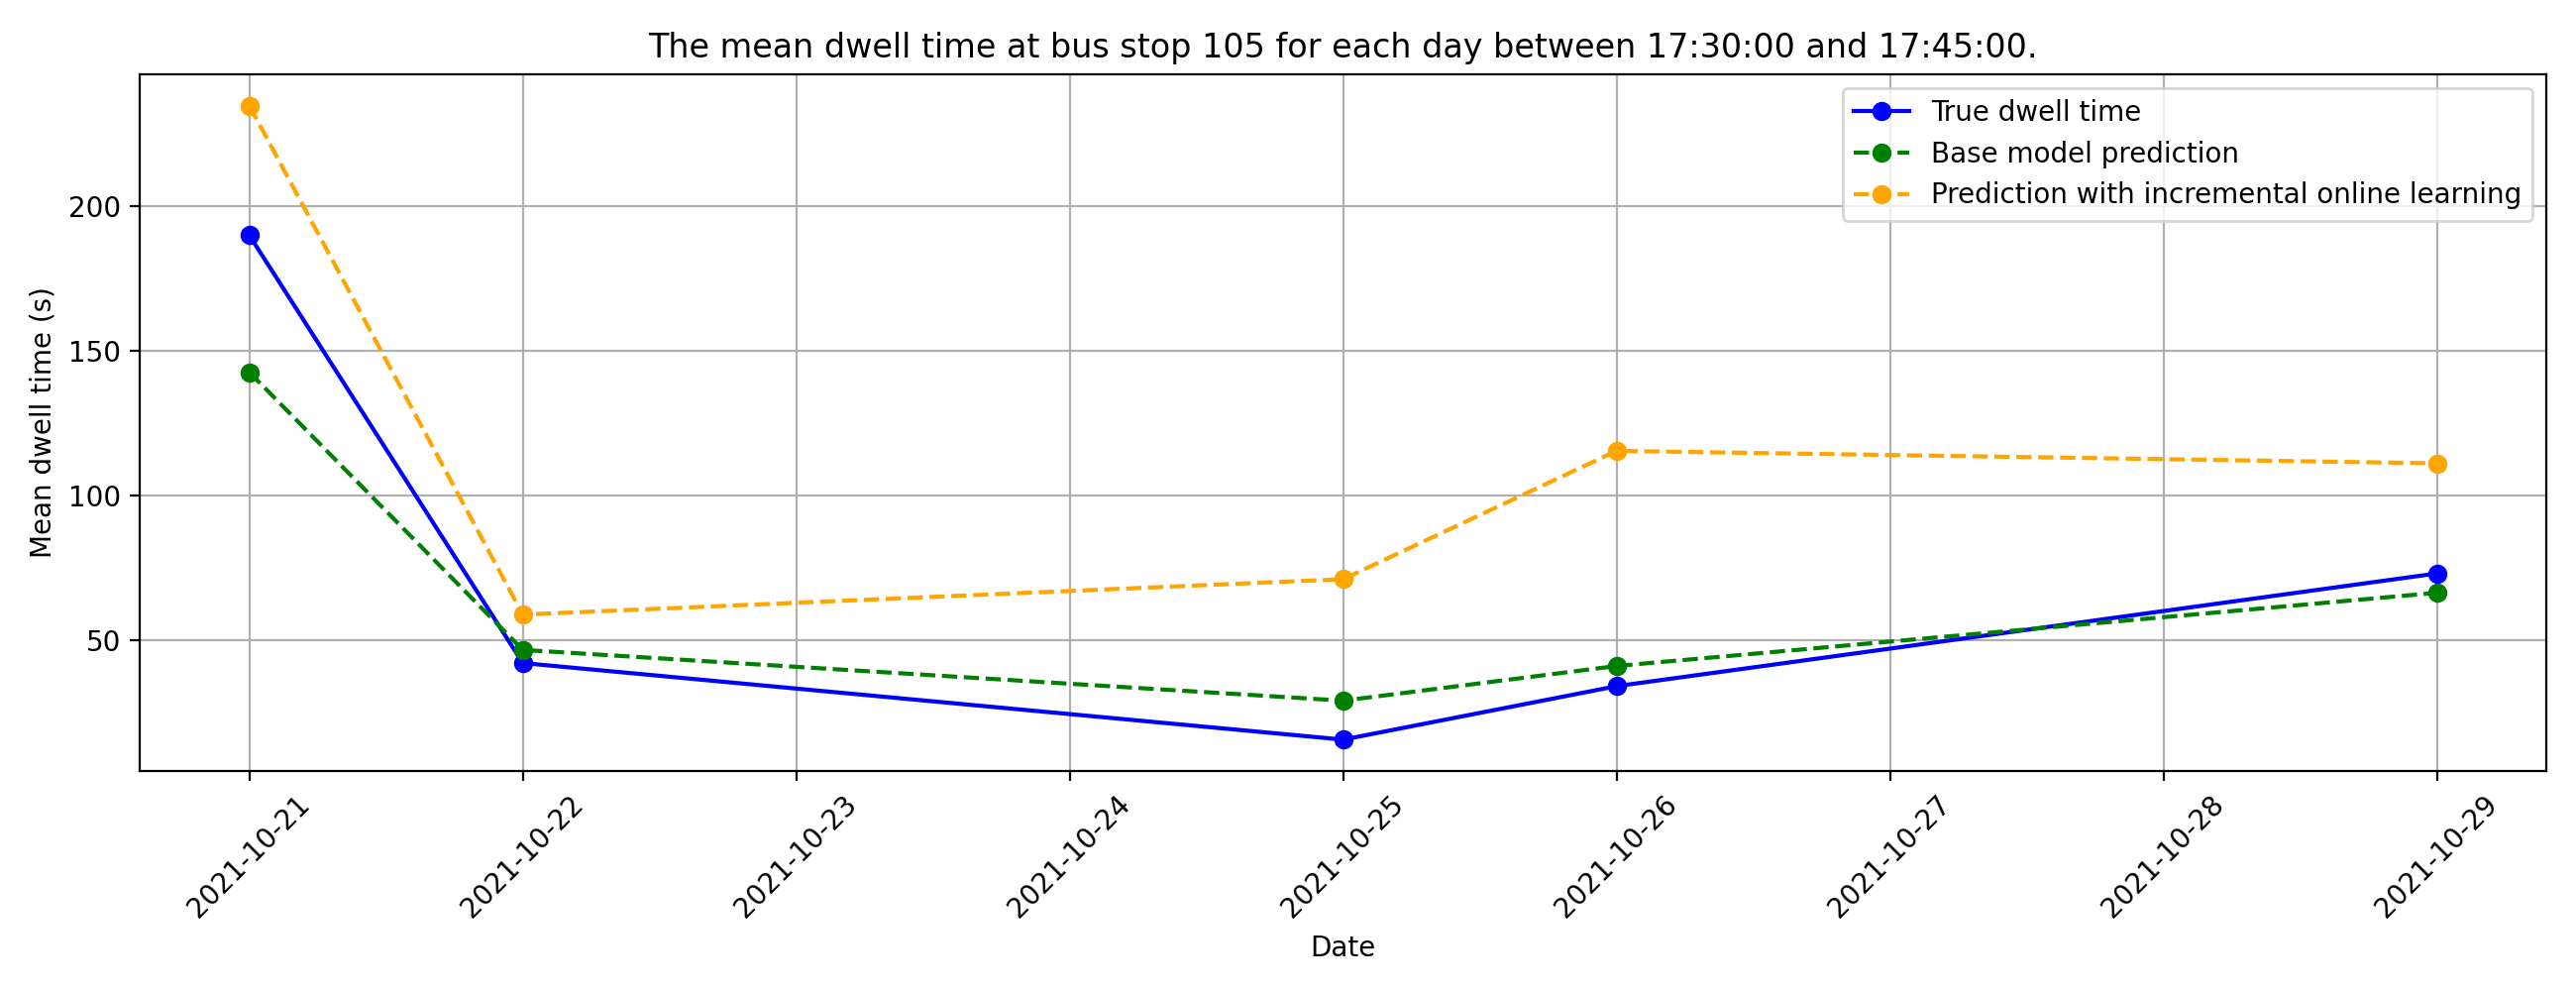 The mean dwell time at bus stop 105 for each day between 17:30:00 and 17:45:00.
True dwell time
Base model prediction
Prediction with incremental online learning
Mean dwell time (s)
200
150
100
50
2021-10-21
2021-10-22
2021-10-23
2021-10-24
2021-10-25
2021-10-26
2021-10-27
2021-10-28
2021-10-29
Date